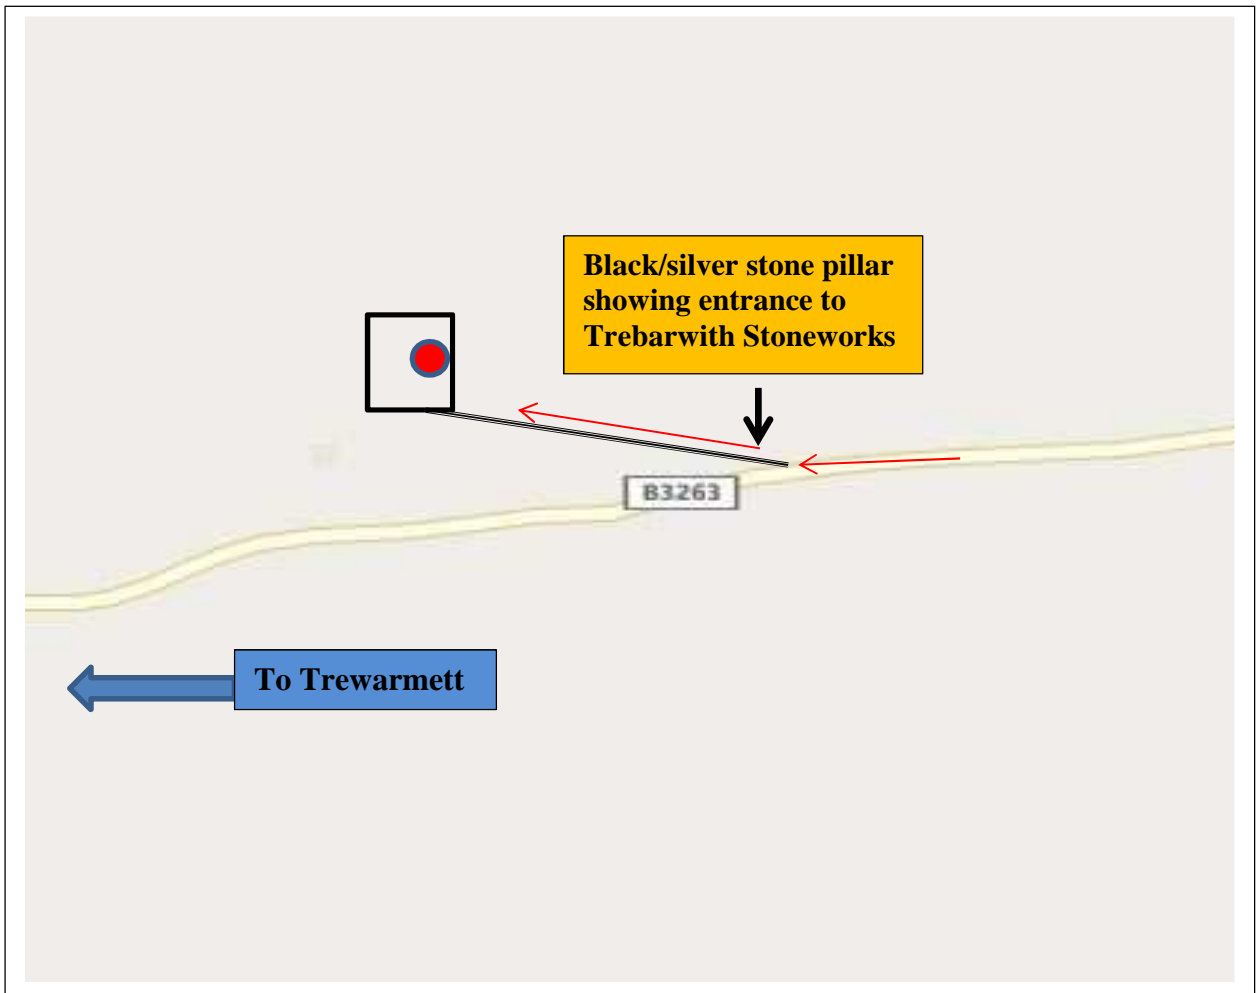 Black/silver stone pillar
showing entrance to
Trebarwith Stoneworks
B3263
To Trewarmett